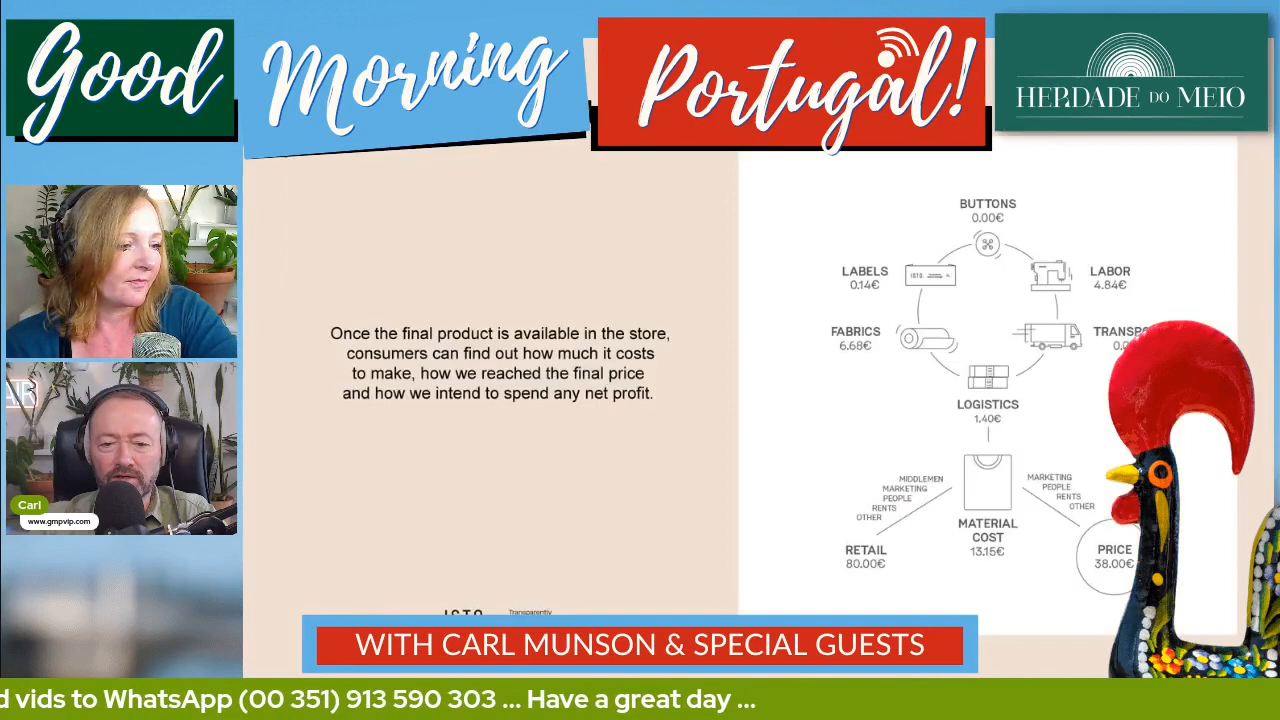 Good Morning Portugal!
HERDADE DO MEIO
BUTTONS
0.00€
LABELS
0.14€
LABOR
4.84€
FABRICS
6.68€
LOGISTICS
1,40€
Once the final product is available in the store,
consumers can find out how much it costs
to make, how we reached the final price
and how we intend to spend any net profit.
MIDDLEMEN
MARKETING
PEOPLE
RENTS
OTHER
MARKETING
PEOPLE
RENTS
OTHER
MATERIAL
COST
13.15€
RETAIL
80.00€
PRICE
38.00€
AIR
Carl
www.gmpvip.com
Transparently
WITH CARL MUNSON & SPECIAL GUESTS
d vids to WhatsApp (00 351) 913 590 303 ... Have a great day ...